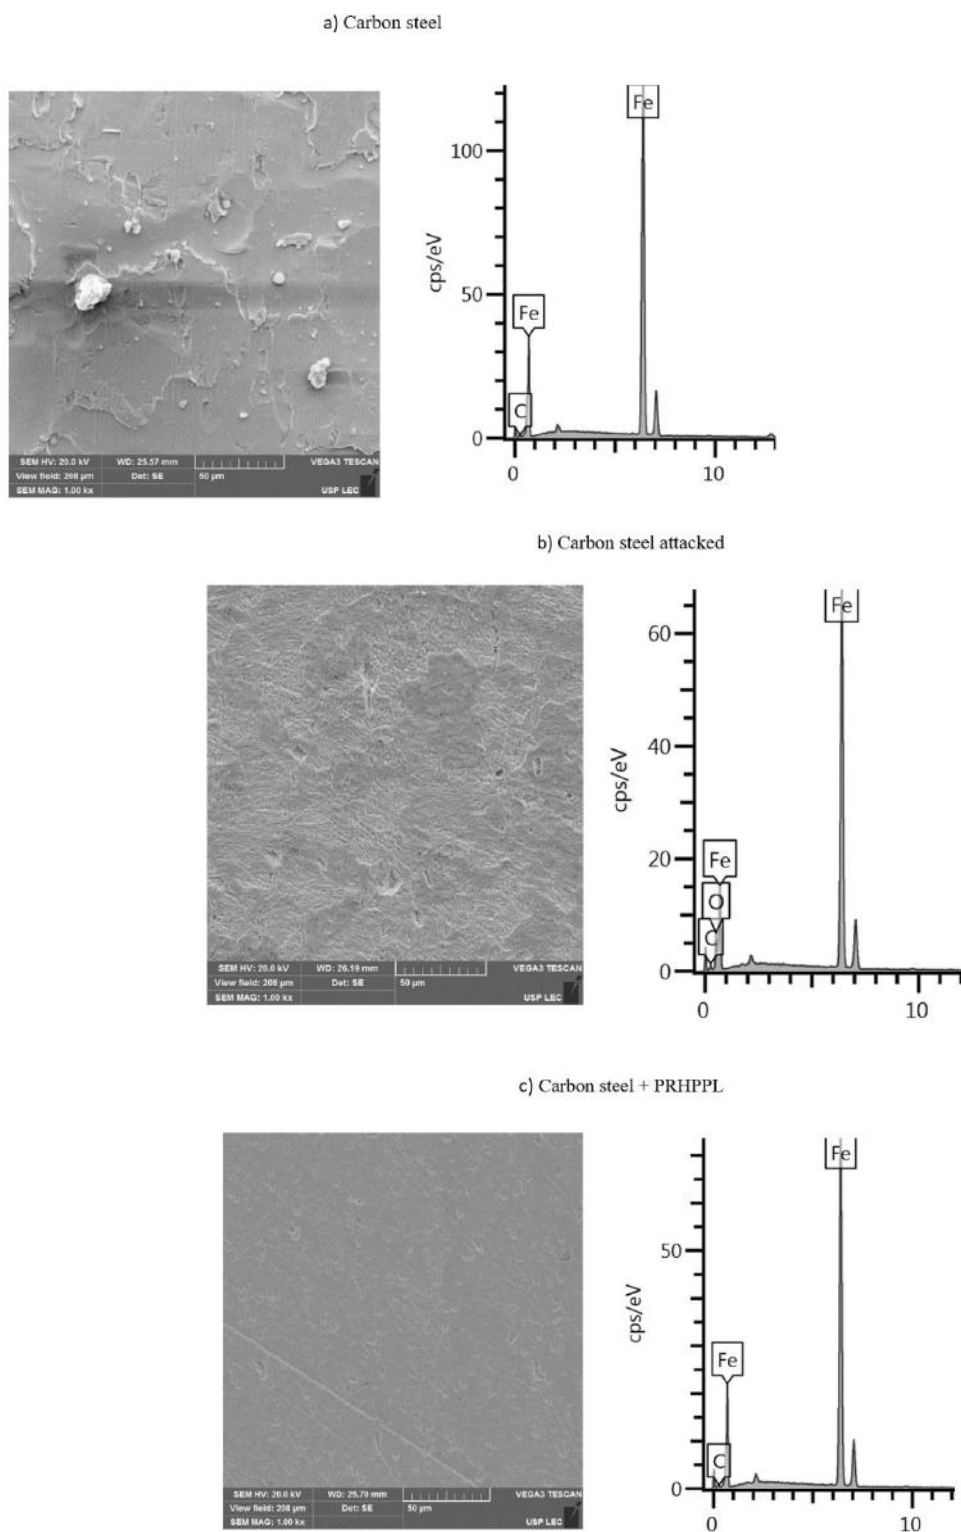 a) Carbon steel
Fe
100
cps/eV
50
Fe
C
0
0 10
SEM HV: 20.0 kV WD: 25.57 mm VEGA3 TESCAN
View field: 208 µm Det: SE 50 µm
SEM MAG: 1.00 kx USP LEC
b) Carbon steel attacked
Fe
60
40
cps/eV
20
Fe
O
C
0
0 10
SEM HV: 20.0 kV WD: 26.19 mm VEGA3 TESCAN
View field: 208 µm Det: SE 50 µm
SEM MAG: 1.00 kx USP LEC
c) Carbon steel + PRHPPL
Fe
50
cps/eV
Fe
C
0
0 10
SEM HV: 20.0 kV WD: 25.70 mm VEGA3 TESCAN
View field: 208 µm Det: SE 50 µm
SEM MAG: 1.00 kx USP LEC